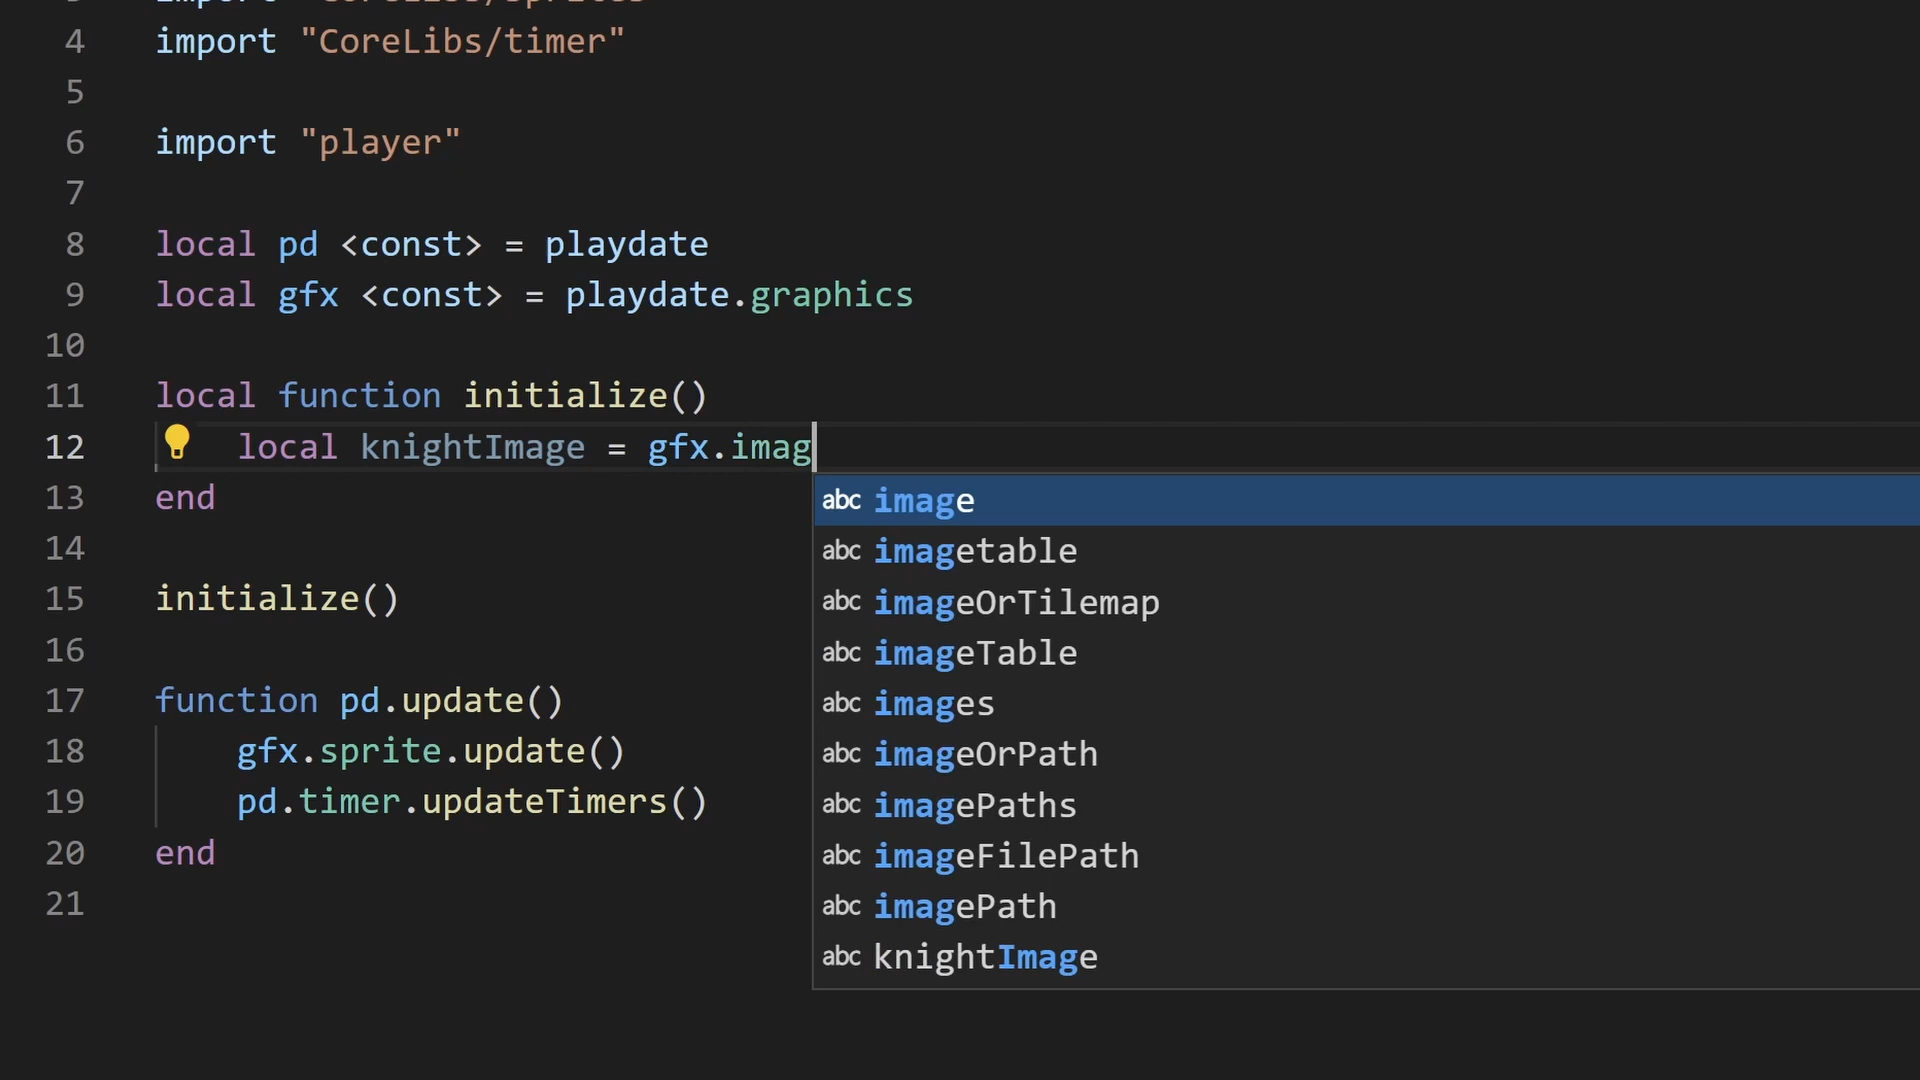 import "CoreLibs/sprites"
4 import "CoreLibs/timer"
5
6 import "player"
7
8 local pd <const> = playdate
9 local gfx <const> = playdate.graphics
10
11 local function initialize()
12 local knightImage = gfx.imag
abc image
13 end
abc imagetable
14
abc imageOrTilemap
15 initialize()
abc imageTable
16
abc images
17 function pd.update()
abc imageOrPath
18 gfx.sprite.update()
abc imagePaths
19 pd.timer.updateTimers()
abc imageFilePath
20 end
abc imagePath
21
abc knightImage